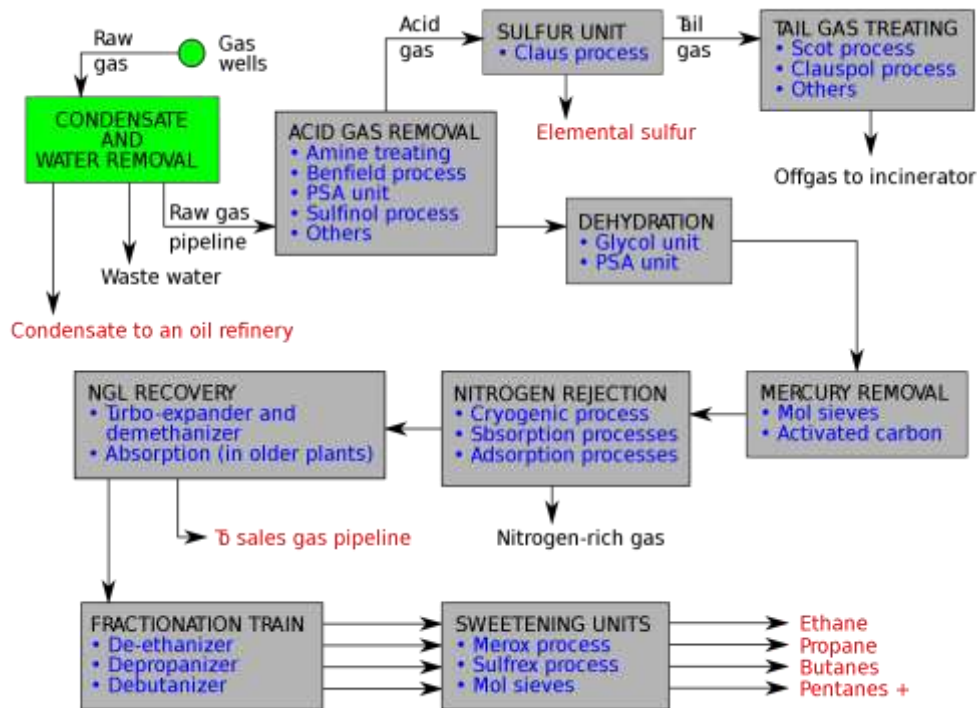 Raw
gas
Gas
wells
CONDENSATE
AND
WATER REMOVAL
Raw gas
pipeline
Waste water
Condensate to an oil refinery
Acid
gas
ACID GAS REMOVAL
• Amine treating
• Benfield process
• PSA unit
• Sulfinol process
• Others
SULFUR UNIT
• Claus process
Elemental sulfur
Tail
gas
TAIL GAS TREATING
• Scot process
• Clauspol process
• Others
Offgas to incinerator
DEHYDRATION
• Glycol unit
• PSA unit
MERCURY REMOVAL
• Mol sieves
• Activated carbon
NITROGEN REJECTION
• Cryogenic process
• Sbsorption processes
• Adsorption processes
Nitrogen-rich gas
NGL RECOVERY
• Turbo-expander and
demethanizer
• Absorption (in older plants)
To sales gas pipeline
FRACTIONATION TRAIN
• De-ethanizer
• Depropanizer
• Debutanizer
SWEETENING UNITS
• Merox process
• Sulfrex process
• Mol sieves
Ethane
Propane
Butanes
Pentanes +